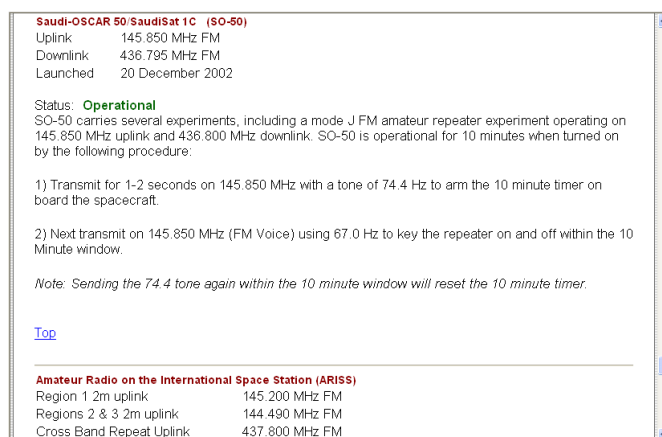 Saudi-OSCAR 50/SaudiSat 1C (SO-50)
Uplink 145.850 MHz FM
Downlink 436.795 MHz FM
Launched 20 December 2002
Status: Operational
SO-50 carries several experiments, including a mode J FM amateur repeater experiment operating on
145.850 MHz uplink and 436.800 MHz downlink. SO-50 is operational for 10 minutes when turned on
by the following procedure:
1) Transmit for 1-2 seconds on 145.850 MHz with a tone of 74.4 Hz to arm the 10 minute timer on
board the spacecraft.
2) Next transmit on 145.850 MHz (FM Voice) using 67.0 Hz to key the repeater on and off within the 10
Minute window.
Note: Sending the 74.4 tone again within the 10 minute window will reset the 10 minute timer.
Top
Amateur Radio on the International Space Station (ARISS)
Region 1 2m uplink 145.200 MHz FM
Regions 2 & 3 2m uplink 144.490 MHz FM
Cross Band Repeat Uplink 437.800 MHz FM